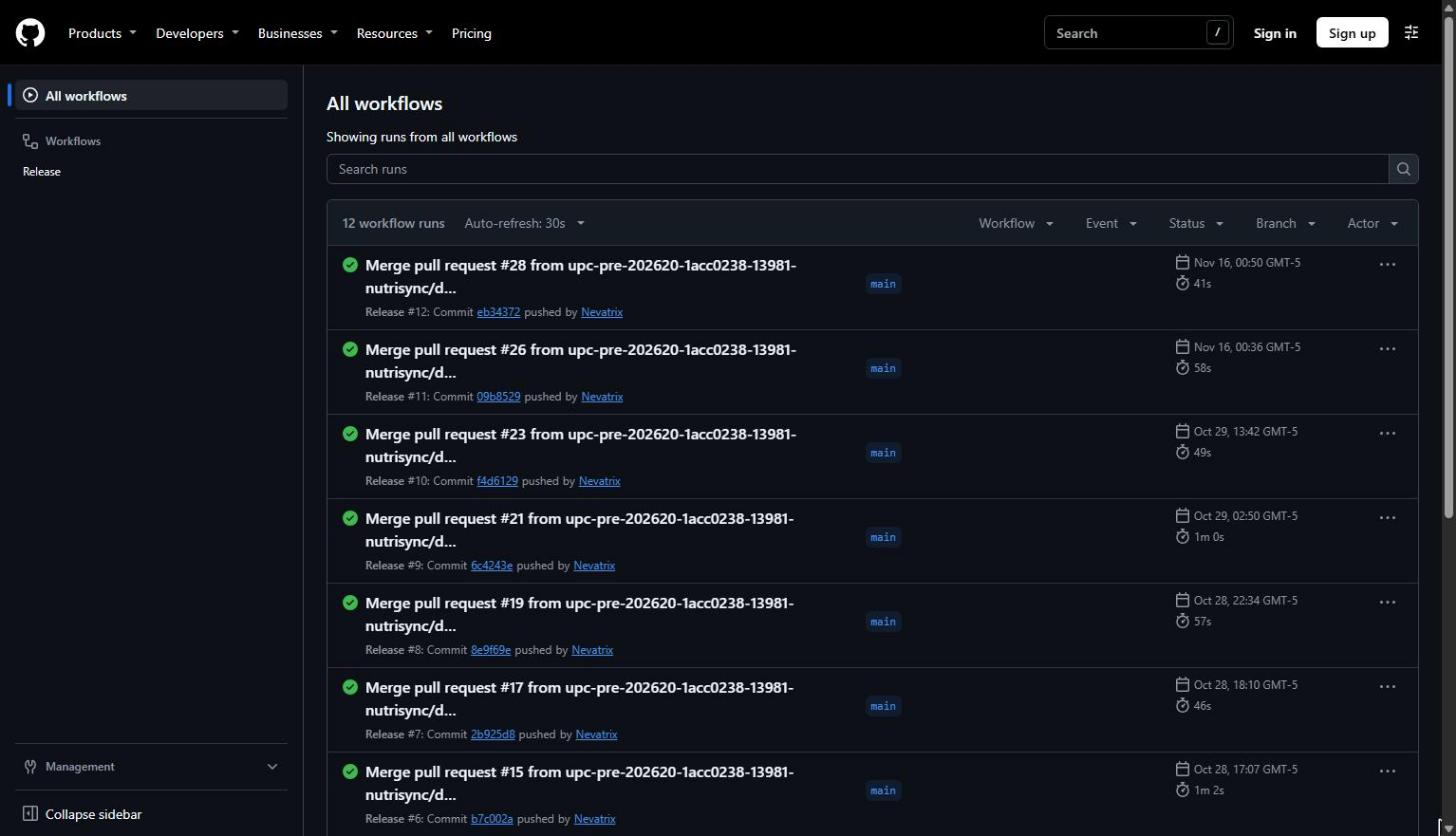 Products Developers Businesses Resources Pricing Search / Sign in Sign up
All workflows
Workflows
Release
Management
Collapse sidebar
All workflows
Showing runs from all workflows
Search runs
12 workflow runs Auto-refresh: 30s Workflow Event Status Branch Actor
Merge pull request #28 from upc-pre-202620-1acc0238-13981-
nutrisync/d...
Release #12: Commit eb34372 pushed by Nevatrix
main
Nov 16, 00:50 GMT-5
41s
Merge pull request #26 from upc-pre-202620-1acc0238-13981-
nutrisync/d...
Release #11: Commit 09b8529 pushed by Nevatrix
main
Nov 16, 00:36 GMT-5
58s
Merge pull request #23 from upc-pre-202620-1acc0238-13981-
nutrisync/d...
Release #10: Commit f4d6129 pushed by Nevatrix
main
Oct 29, 13:42 GMT-5
49s
Merge pull request #21 from upc-pre-202620-1acc0238-13981-
nutrisync/d...
Release #9: Commit 6c4243e pushed by Nevatrix
main
Oct 29, 02:50 GMT-5
1m 0s
Merge pull request #19 from upc-pre-202620-1acc0238-13981-
nutrisync/d...
Release #8: Commit 8e9f69e pushed by Nevatrix
main
Oct 28, 22:34 GMT-5
57s
Merge pull request #17 from upc-pre-202620-1acc0238-13981-
nutrisync/d...
Release #7: Commit 2b925d8 pushed by Nevatrix
main
Oct 28, 18:10 GMT-5
46s
Merge pull request #15 from upc-pre-202620-1acc0238-13981-
nutrisync/d...
Release #6: Commit b7c002a pushed by Nevatrix
main
Oct 28, 17:07 GMT-5
1m 2s